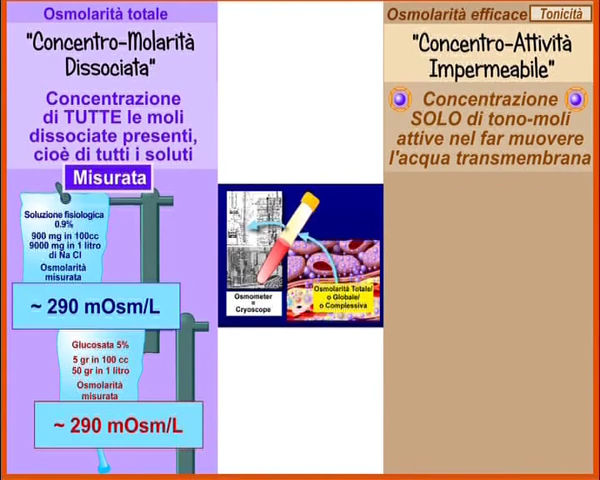 Osmolarità totale
"Concentro-Molarità
Dissociata"
Concentrazione
di TUTTE le moli
dissociate presenti,
cioè di tutti i soluti
Misurata
Soluzione fisiologica
0.9%
900 mg in 100cc
9000 mg in 1 litro
di Na Cl
Osmolarità
misurata
~ 290 mOsm/L
Glucosata 5%
5 gr in 100 cc
50 gr in 1 litro
Osmolarità
misurata
~ 290 mOsm/L
Osmometer
=
Cryoscope
Osmolarità Totale/
o Globale/
o Complessiva
Osmolarità efficace Tonicità
"Concentro-Attività
Impermeabile"
Concentrazione
SOLO di tono-moli
attive nel far muovere
l'acqua transmembrana